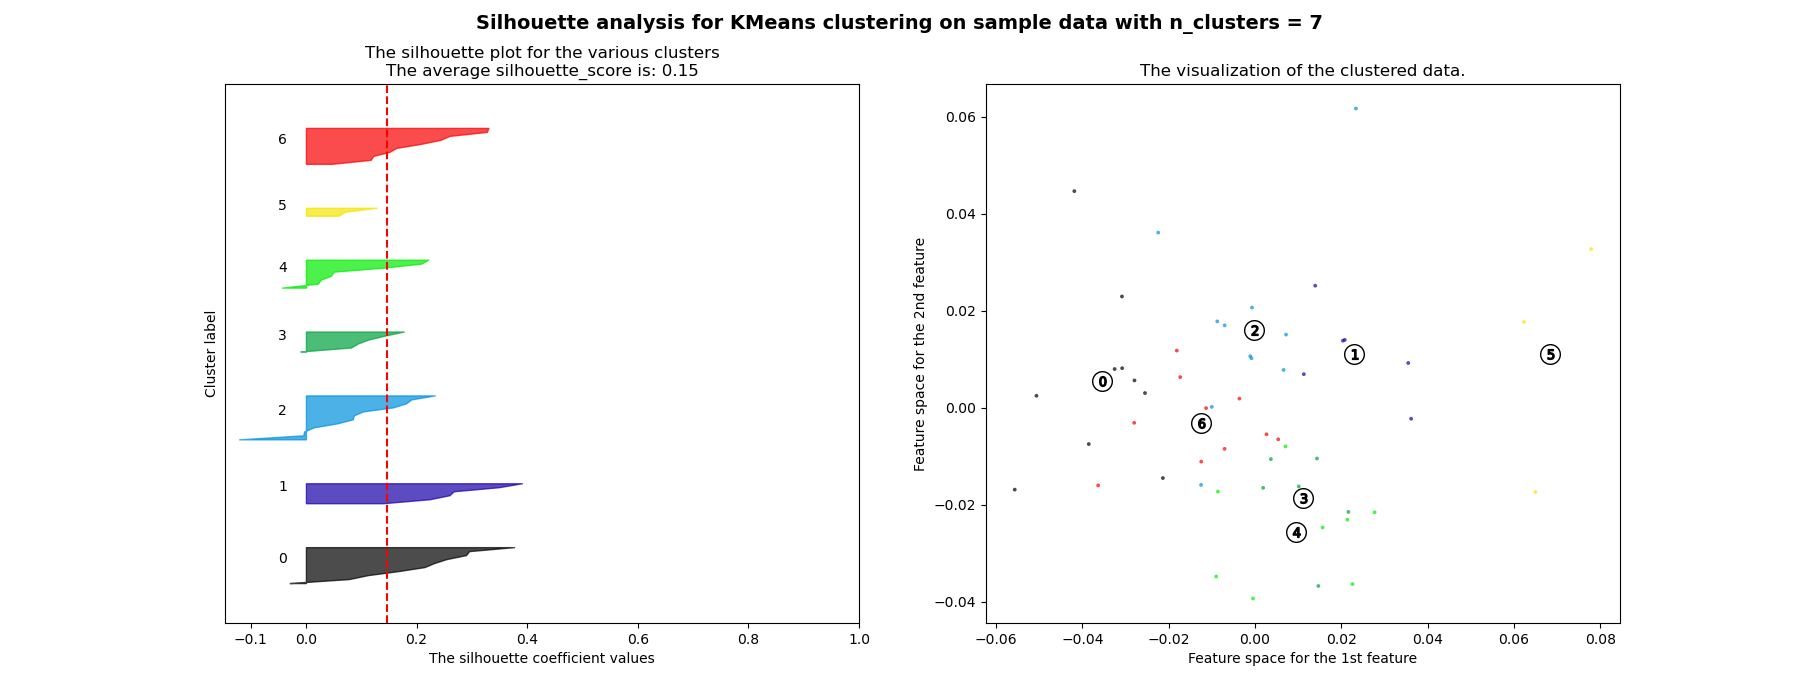 Silhouette analysis for KMeans clustering on sample data with n_clusters = 7
The silhouette plot for the various clusters
The average silhouette_score is: 0.15
6
5
4
3
2
1
0
Cluster label
−0.1 0.0 0.2 0.4 0.6 0.8 1.0
The silhouette coefficient values
The visualization of the clustered data.
0.06
0.04
0.02
0.00
−0.02
−0.04
Feature space for the 2nd feature
2
1
5
0
6
3
4
−0.06 −0.04 −0.02 0.00 0.02 0.04 0.06 0.08
Feature space for the 1st feature